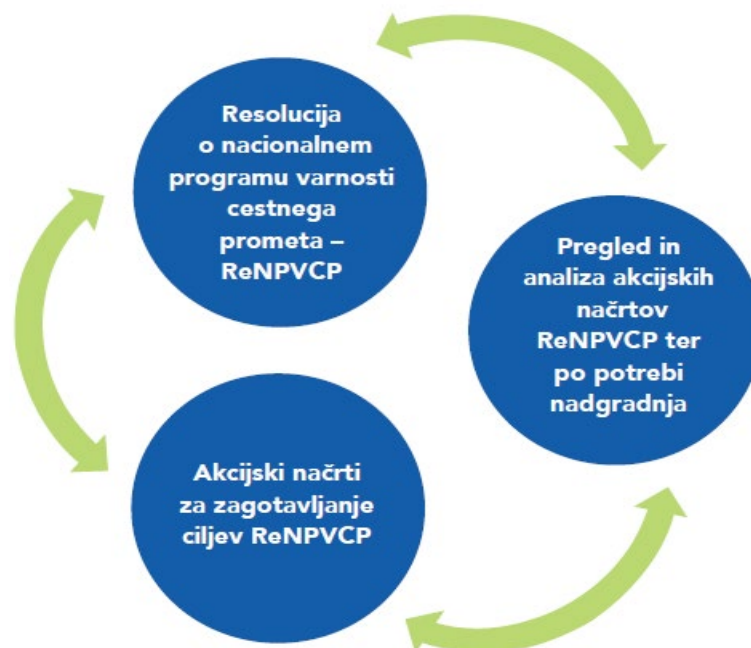 Resolucija
o nacionalnem
programu varnosti
cestnega
prometa –
ReNPVCP
Pregled in
analiza akcijskih
načrtov
ReNPVCP ter
po potrebi
nadgradnja
Akcijski načrti
za zagotavljanje
ciljev ReNPVCP